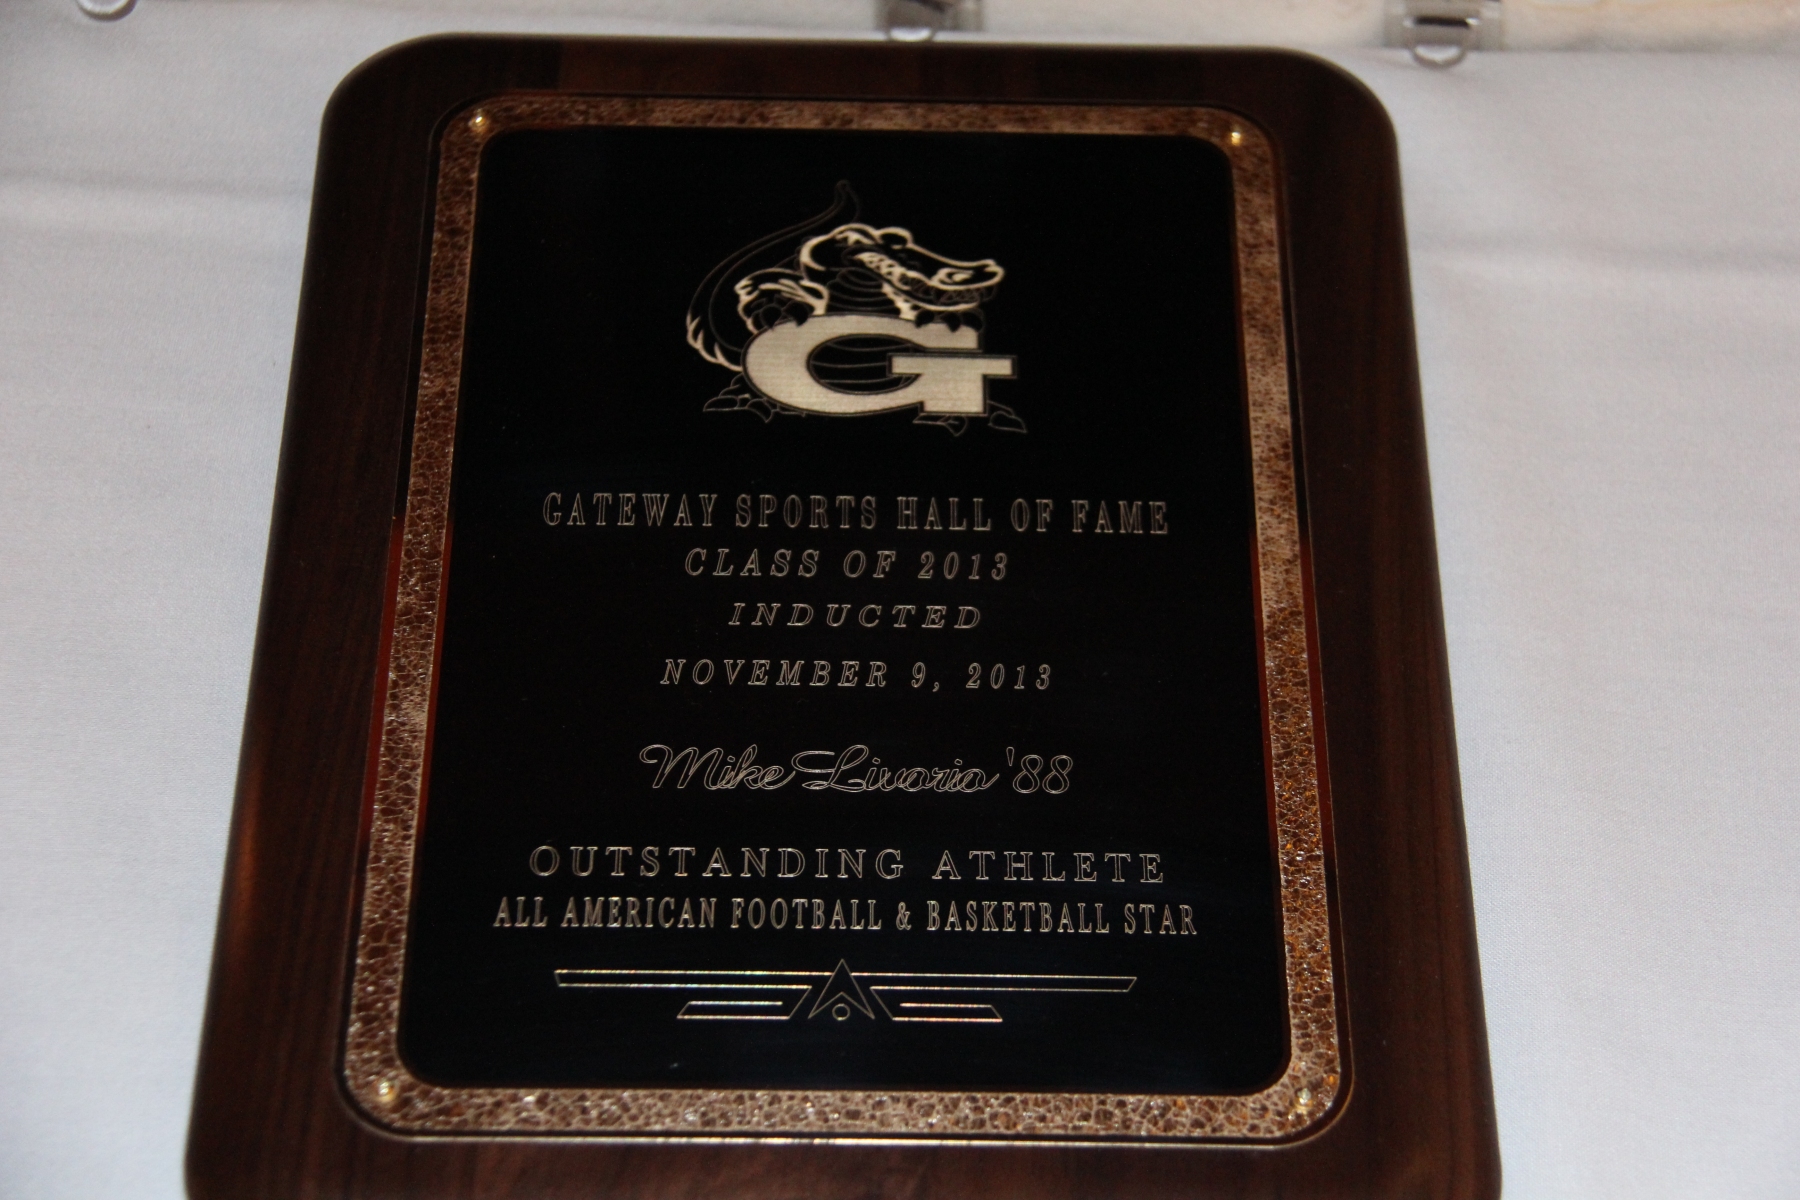 G
GATEWAY SPORTS HALL OF FAME
CLASS OF 2013
INDUCTED
NOVEMBER 9, 2013
Mike Livorio '88
OUTSTANDING ATHLETE
ALL AMERICAN FOOTBALL & BASKETBALL STAR